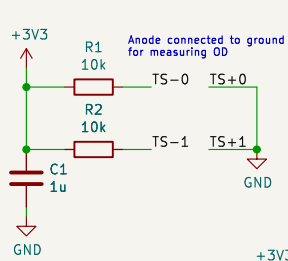 +3V3
Anode connected to ground
for measuring OD
R1
10k
TS-0
TS+0
R2
10k
TS-1
TS+1
C1
1u
GND
GND